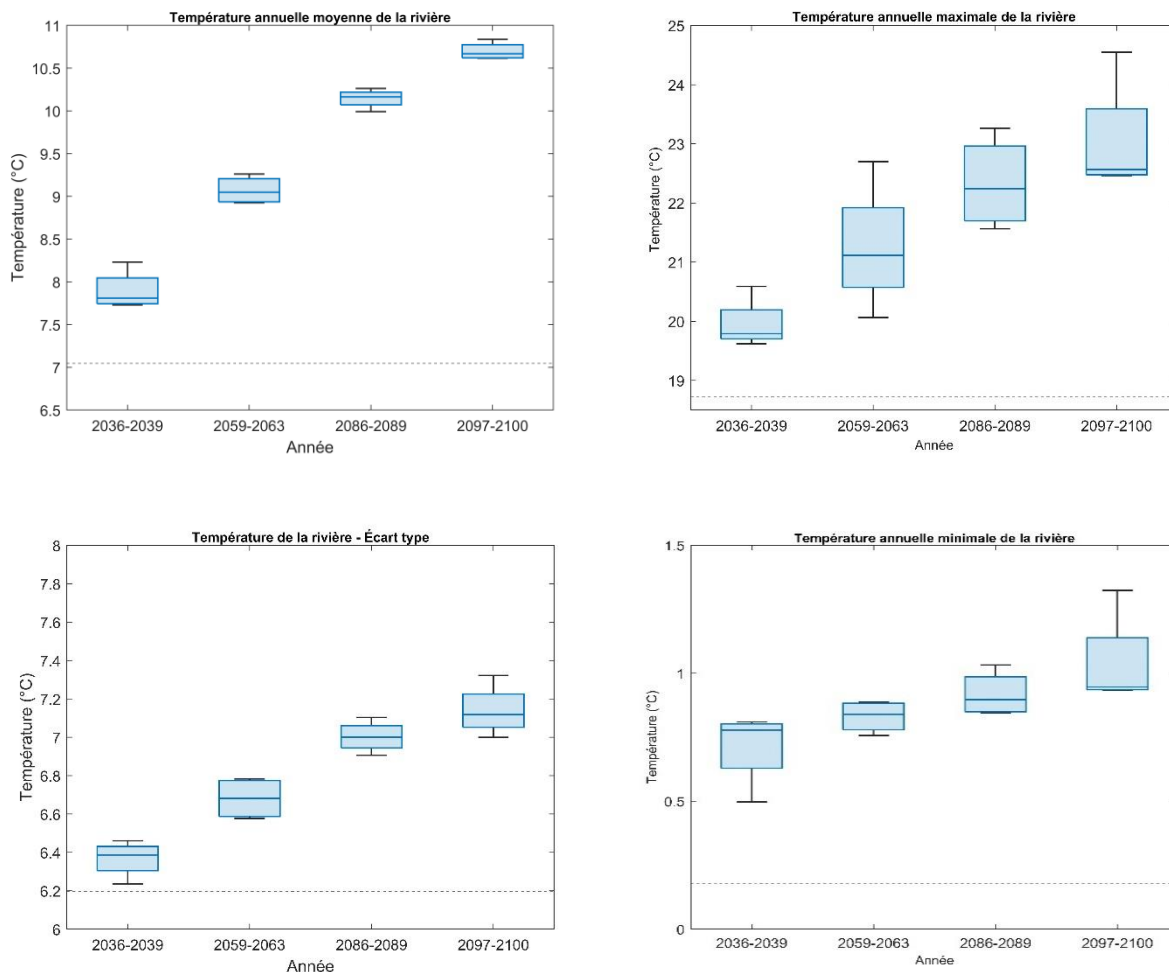 Température annuelle moyenne de la rivière
11
10.5
10
9.5
9
8.5
8
7.5
7
6.5
Température (°C)
2036-2039 2059-2063 2086-2089 2097-2100
Année
Température annuelle maximale de la rivière
25
24
23
22
21
20
19
Température (°C)
2036-2039 2059-2063 2086-2089 2097-2100
Année
Température de la rivière - Écart type
8
7.8
7.6
7.4
7.2
7
6.8
6.6
6.4
6.2
6
Température (°C)
2036-2039 2059-2063 2086-2089 2097-2100
Année
Température annuelle minimale de la rivière
1.5
1
0.5
0
Température (°C)
2036-2039 2059-2063 2086-2089 2097-2100
Année